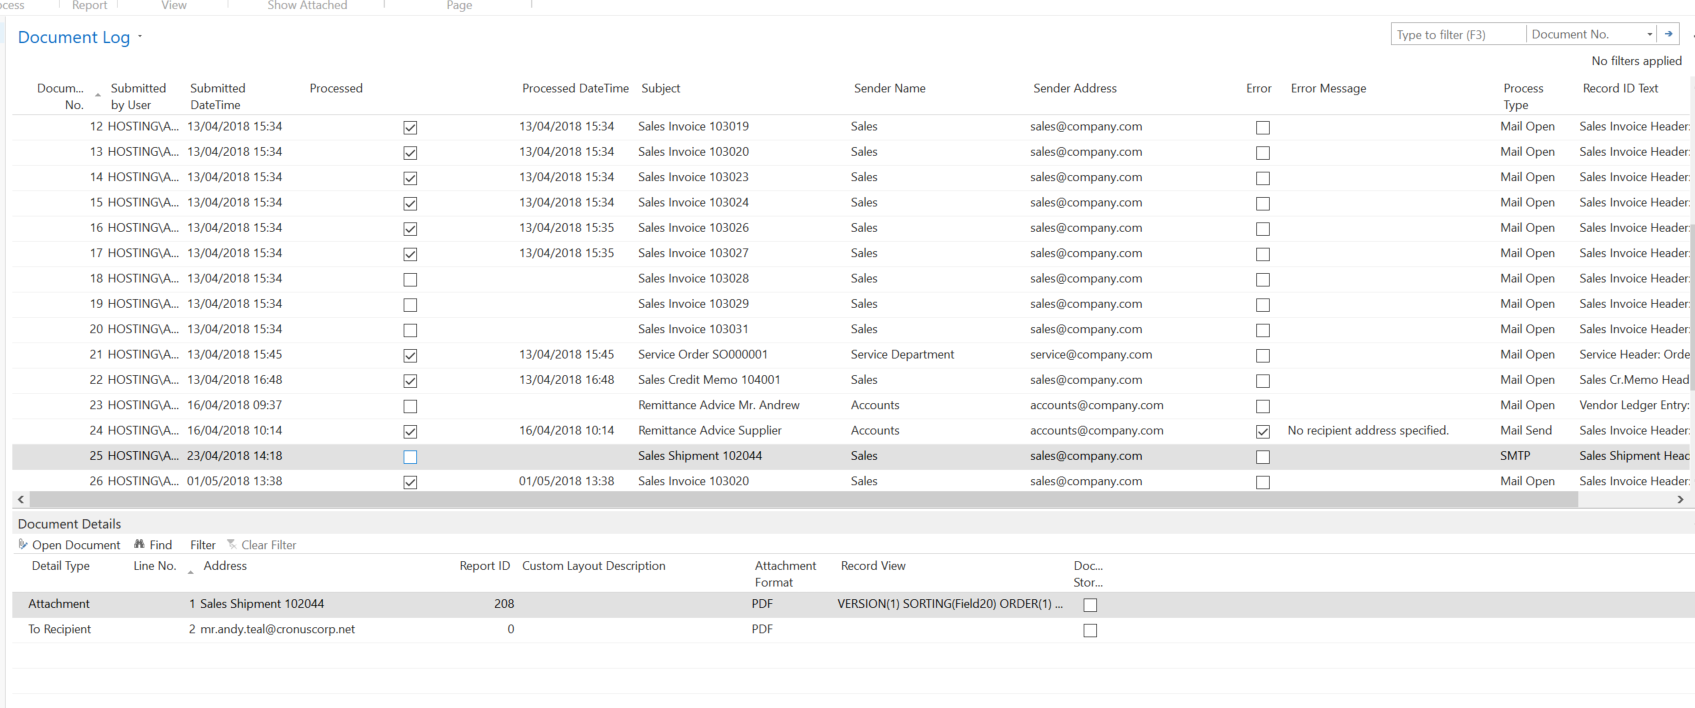 ocess Report View Show Attached Page
Document Log
Type to filter (F3) Document No.
No filters applied
Docum... No. Submitted by User Submitted DateTime Processed Processed DateTime Subject Sender Name Sender Address Error Error Message Process Type Record ID Text
12 HOSTING\A... 13/04/2018 15:34 13/04/2018 15:34 Sales Invoice 103019 Sales sales@company.com Mail Open Sales Invoice Header:
13 HOSTING\A... 13/04/2018 15:34 13/04/2018 15:34 Sales Invoice 103020 Sales sales@company.com Mail Open Sales Invoice Header:
14 HOSTING\A... 13/04/2018 15:34 13/04/2018 15:34 Sales Invoice 103023 Sales sales@company.com Mail Open Sales Invoice Header:
15 HOSTING\A... 13/04/2018 15:34 13/04/2018 15:34 Sales Invoice 103024 Sales sales@company.com Mail Open Sales Invoice Header:
16 HOSTING\A... 13/04/2018 15:34 13/04/2018 15:35 Sales Invoice 103026 Sales sales@company.com Mail Open Sales Invoice Header:
17 HOSTING\A... 13/04/2018 15:34 13/04/2018 15:35 Sales Invoice 103027 Sales sales@company.com Mail Open Sales Invoice Header:
18 HOSTING\A... 13/04/2018 15:34 Sales Invoice 103028 Sales sales@company.com Mail Open Sales Invoice Header:
19 HOSTING\A... 13/04/2018 15:34 Sales Invoice 103029 Sales sales@company.com Mail Open Sales Invoice Header:
20 HOSTING\A... 13/04/2018 15:34 Sales Invoice 103031 Sales sales@company.com Mail Open Sales Invoice Header:
21 HOSTING\A... 13/04/2018 15:45 13/04/2018 15:45 Service Order SO000001 Service Department service@company.com Mail Open Service Header: Orde
22 HOSTING\A... 13/04/2018 16:48 13/04/2018 16:48 Sales Credit Memo 104001 Sales sales@company.com Mail Open Sales Cr.Memo Head
23 HOSTING\A... 16/04/2018 09:37 Remittance Advice Mr. Andrew Accounts accounts@company.com Mail Open Vendor Ledger Entry:
24 HOSTING\A... 16/04/2018 10:14 16/04/2018 10:14 Remittance Advice Supplier Accounts accounts@company.com No recipient address specified. Mail Send Sales Invoice Header:
25 HOSTING\A... 23/04/2018 14:18 Sales Shipment 102044 Sales sales@company.com SMTP Sales Shipment Head
26 HOSTING\A... 01/05/2018 13:38 01/05/2018 13:38 Sales Invoice 103020 Sales sales@company.com Mail Open Sales Invoice Header:
Document Details
Open Document Find Filter Clear Filter
Detail Type Line No. Address Report ID Custom Layout Description Attachment Format Record View Doc... Stor...
Attachment 1 Sales Shipment 102044 208 PDF VERSION(1) SORTING(Field20) ORDER(1) ...
To Recipient 2 mr.andy.teal@cronuscorp.net 0 PDF